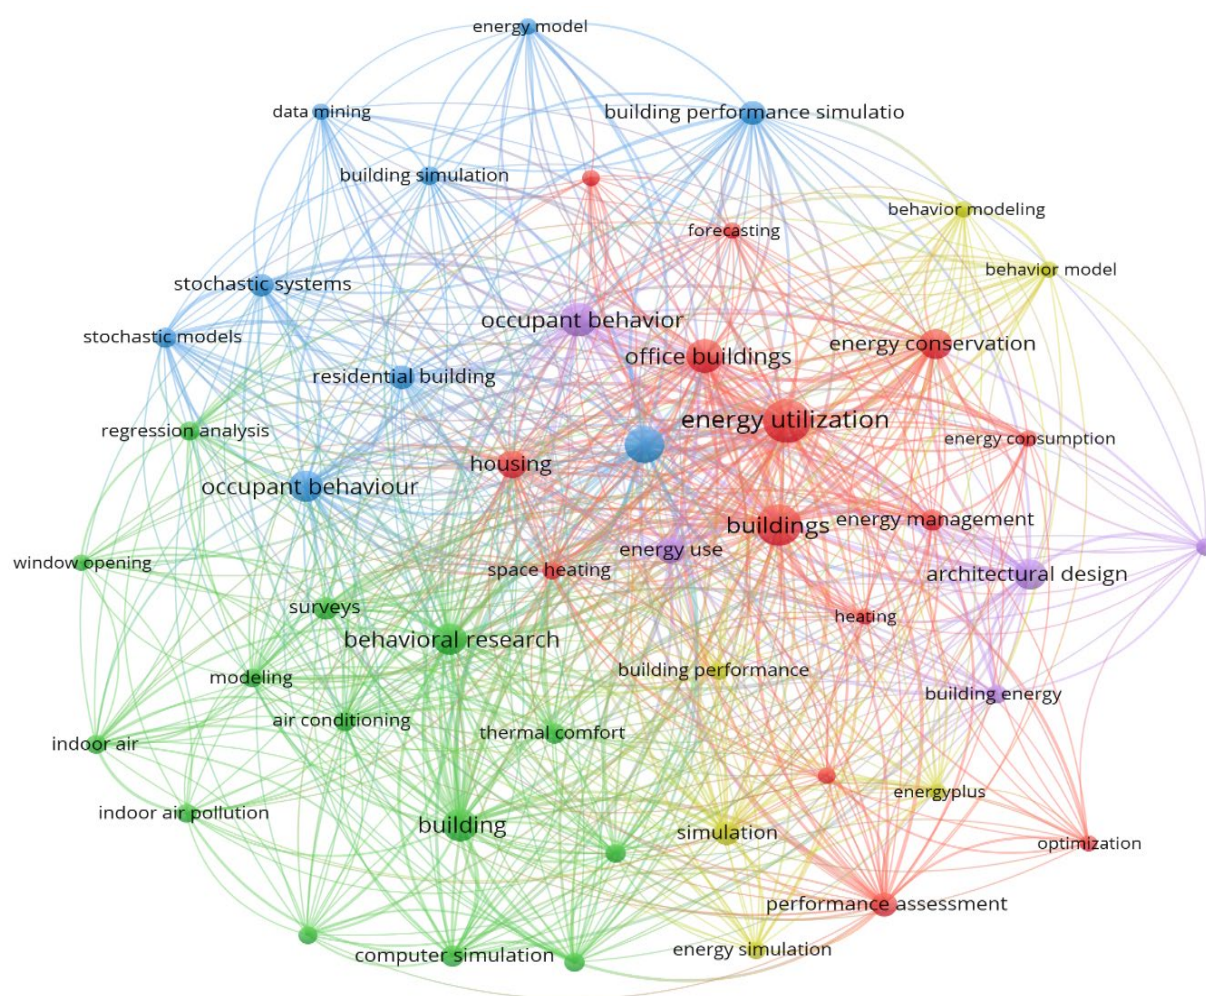 energy model
data mining
building performance simulatio
building simulation
behavior modeling
forecasting
behavior model
stochastic systems
occupant behavior
stochastic models
energy conservation
office buildings
residential building
energy utilization
regression analysis
energy consumption
housing
occupant behaviour
energy management
buildings
energy use
window opening
space heating
architectural design
surveys
heating
behavioral research
building performance
modeling
building energy
air conditioning
thermal comfort
indoor air
energyplus
indoor air pollution
building
simulation
optimization
performance assessment
energy simulation
computer simulation